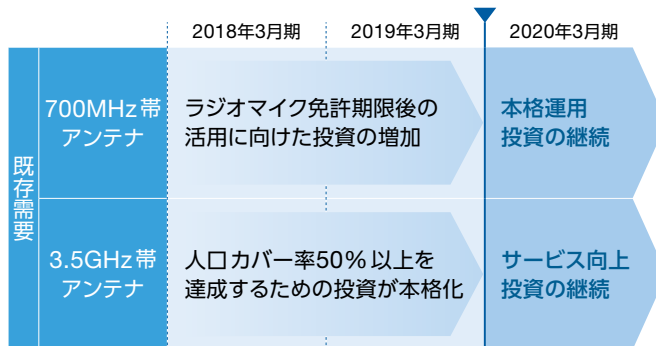 2018年3月期
2019年3月期
2020年3月期
既存需要
700MHz帯
アンテナ
ラジオマイク免許期限後の
活用に向けた投資の増加
本格運用
投資の継続
3.5GHz帯
アンテナ
人口カバー率50%以上を
達成するための投資が本格化
サービス向上
投資の継続